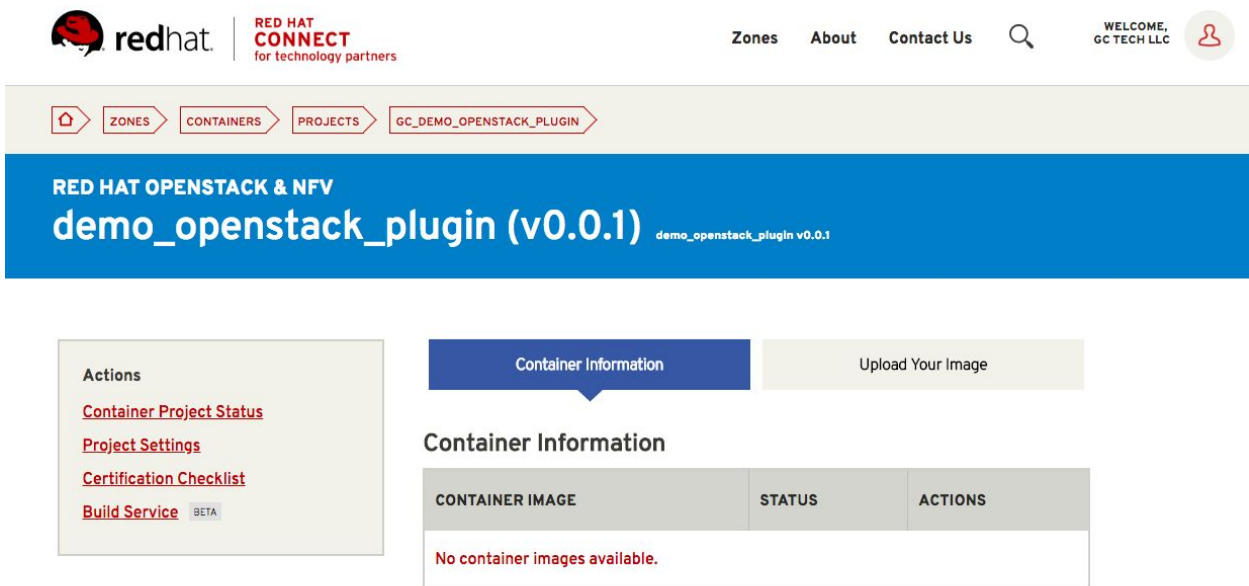 redhat.
RED HAT
CONNECT
for technology partners
Zones About Contact Us
WELCOME,
GC TECH LLC
ZONES CONTAINERS PROJECTS GC_DEMO_OPENSTACK_PLUGIN
RED HAT OPENSTACK & NFV
demo_openstack_plugin (v0.0.1) demo_openstack_plugin v0.0.1
Actions
Container Project Status
Project Settings
Certification Checklist
Build Service BETA
Container Information Upload Your Image
Container Information
CONTAINER IMAGE STATUS ACTIONS
No container images available.